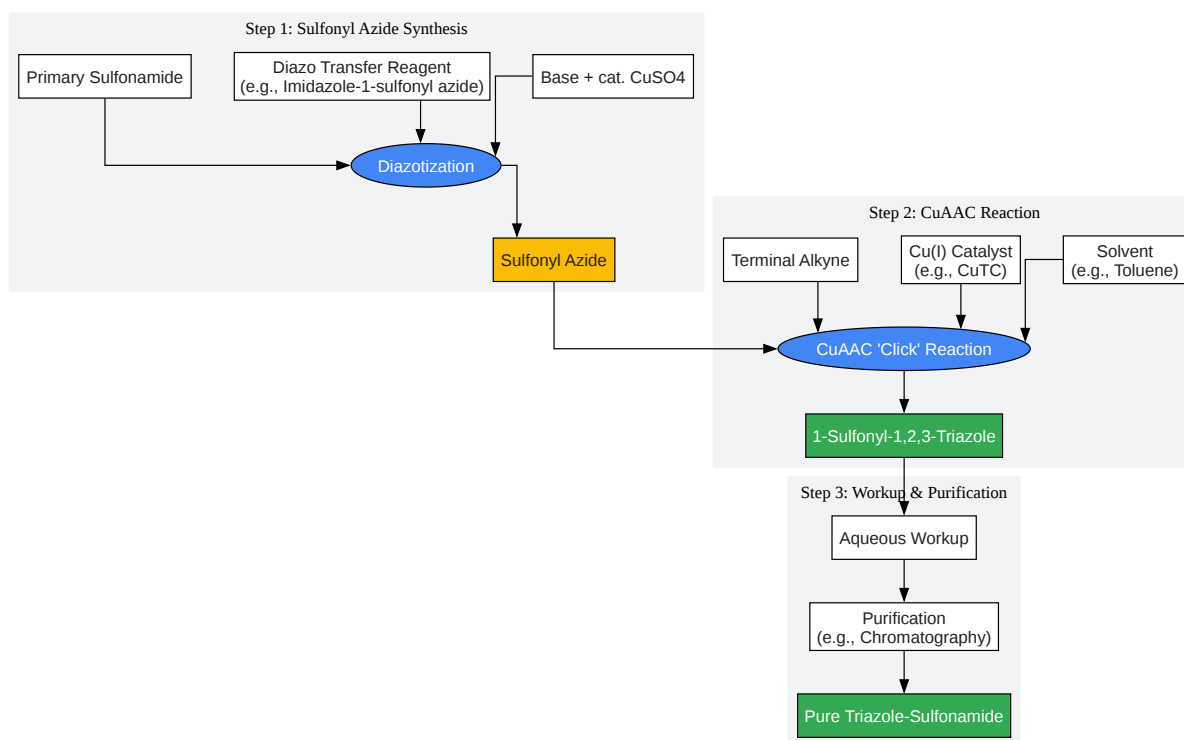 Step 1: Sulfonyl Azide Synthesis
Primary Sulfonamide
Diazo Transfer Reagent
(e.g., Imidazole-1-sulfonyl azide)
Base + cat. CuSO4
Diazotization
Sulfonyl Azide
Step 2: CuAAC Reaction
Terminal Alkyne
Cu(I) Catalyst
(e.g., CuTC)
Solvent
(e.g., Toluene)
CuAAC 'Click' Reaction
1-Sulfonyl-1,2,3-Triazole
Step 3: Workup & Purification
Aqueous Workup
Purification
(e.g., Chromatography)
Pure Triazole-Sulfonamide